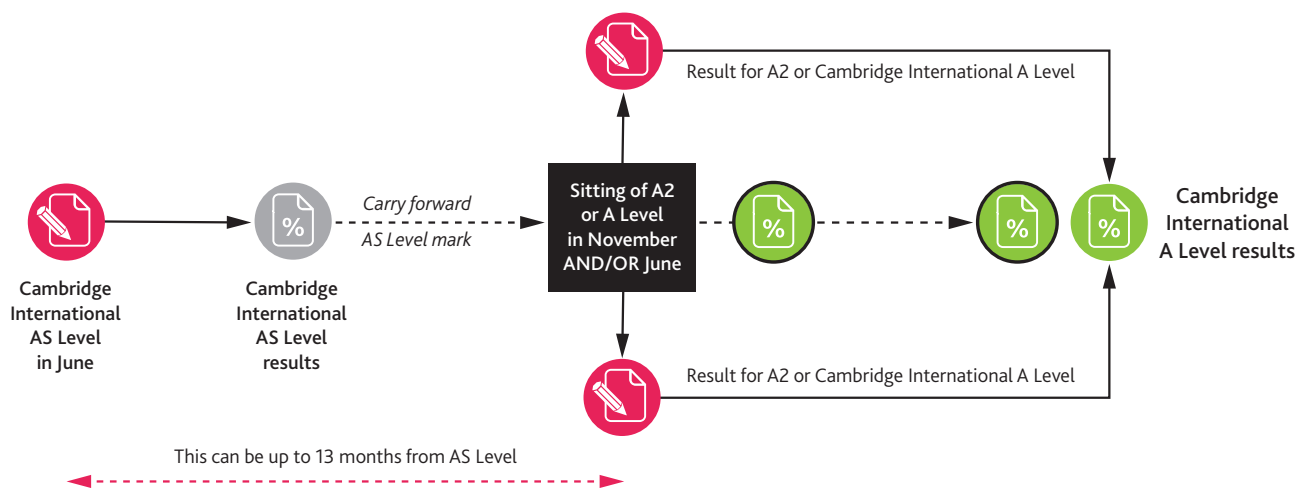 Result for A2 or Cambridge International A Level
Cambridge
International
AS Level
in June
%
Cambridge
International
AS Level
results
Carry forward
AS Level mark
Sitting of A2
or A Level
in November
AND/OR June
%
%
%
Cambridge
International
A Level results
Result for A2 or Cambridge International A Level
This can be up to 13 months from AS Level